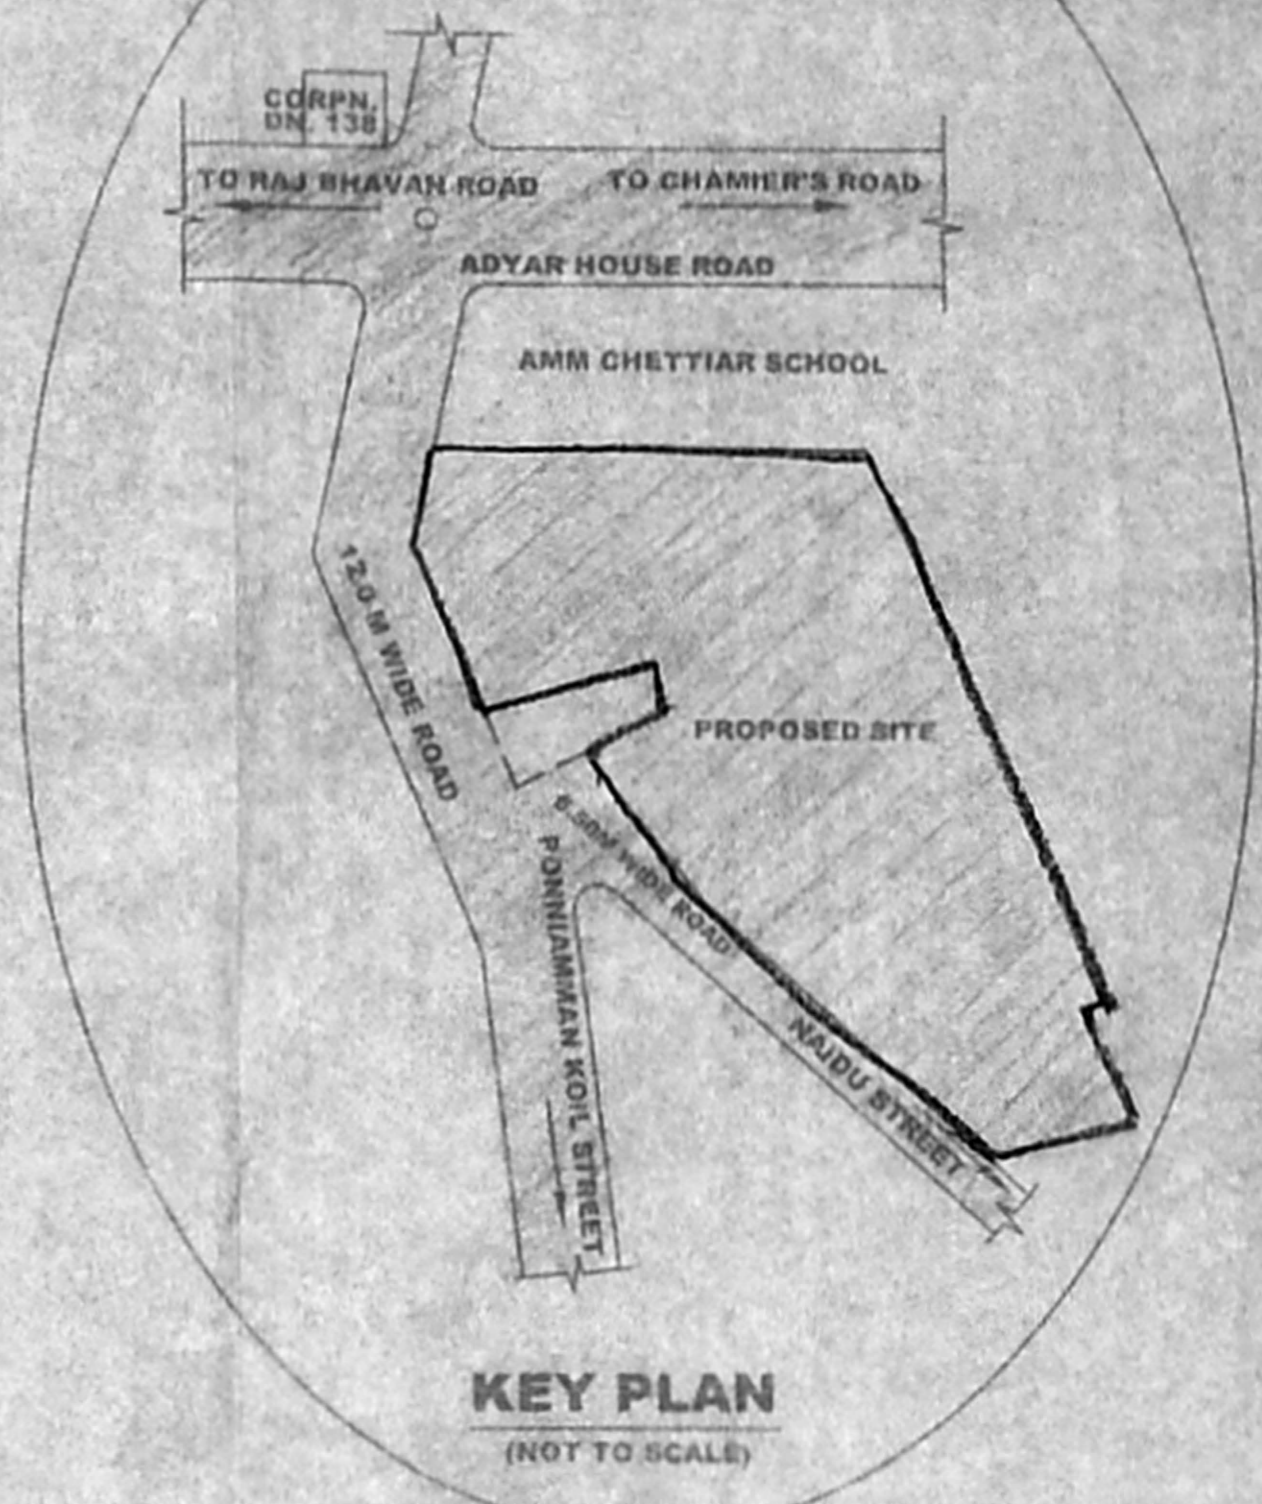 CORPN.
DN. 138
TO RAJ BHAVAN ROAD
TO CHAMIER'S ROAD
ADYAR HOUSE ROAD
AMM CHETTIAR SCHOOL
12.0 M WIDE ROAD
PROPOSED SITE
6.50M WIDE ROAD
PONNIAMMAN KOIL STREET
NAIDU STREET
KEY PLAN
(NOT TO SCALE)